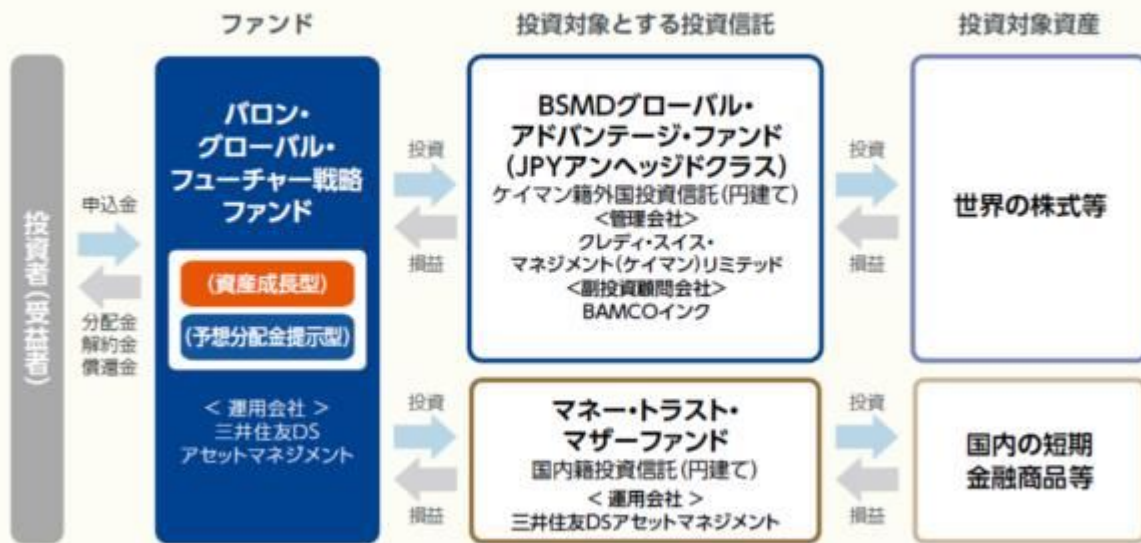 ファンド
投資対象とする投資信託
投資対象資産
投資者(受益者)
申込金
分配金
解約金
償還金
バロン・
グローバル・
フューチャー戦略
ファンド
(資産成長型)
(予想分配金提示型)
< 運用会社 >
三井住友DS
アセットマネジメント
投資
損益
BSMDグローバル・
アドバンテージ・ファンド
(JPYアンヘッジドクラス)
ケイマン籍外国投資信託(円建て)
<管理会社>
クレディ・スイス・
マネジメント(ケイマン)リミテッド
<副投資顧問会社>
BAMCOインク
投資
損益
世界の株式等
投資
損益
マネー・トラスト・
マザーファンド
国内籍投資信託(円建て)
< 運用会社 >
三井住友DSアセットマネジメント
投資
損益
国内の短期
金融商品等